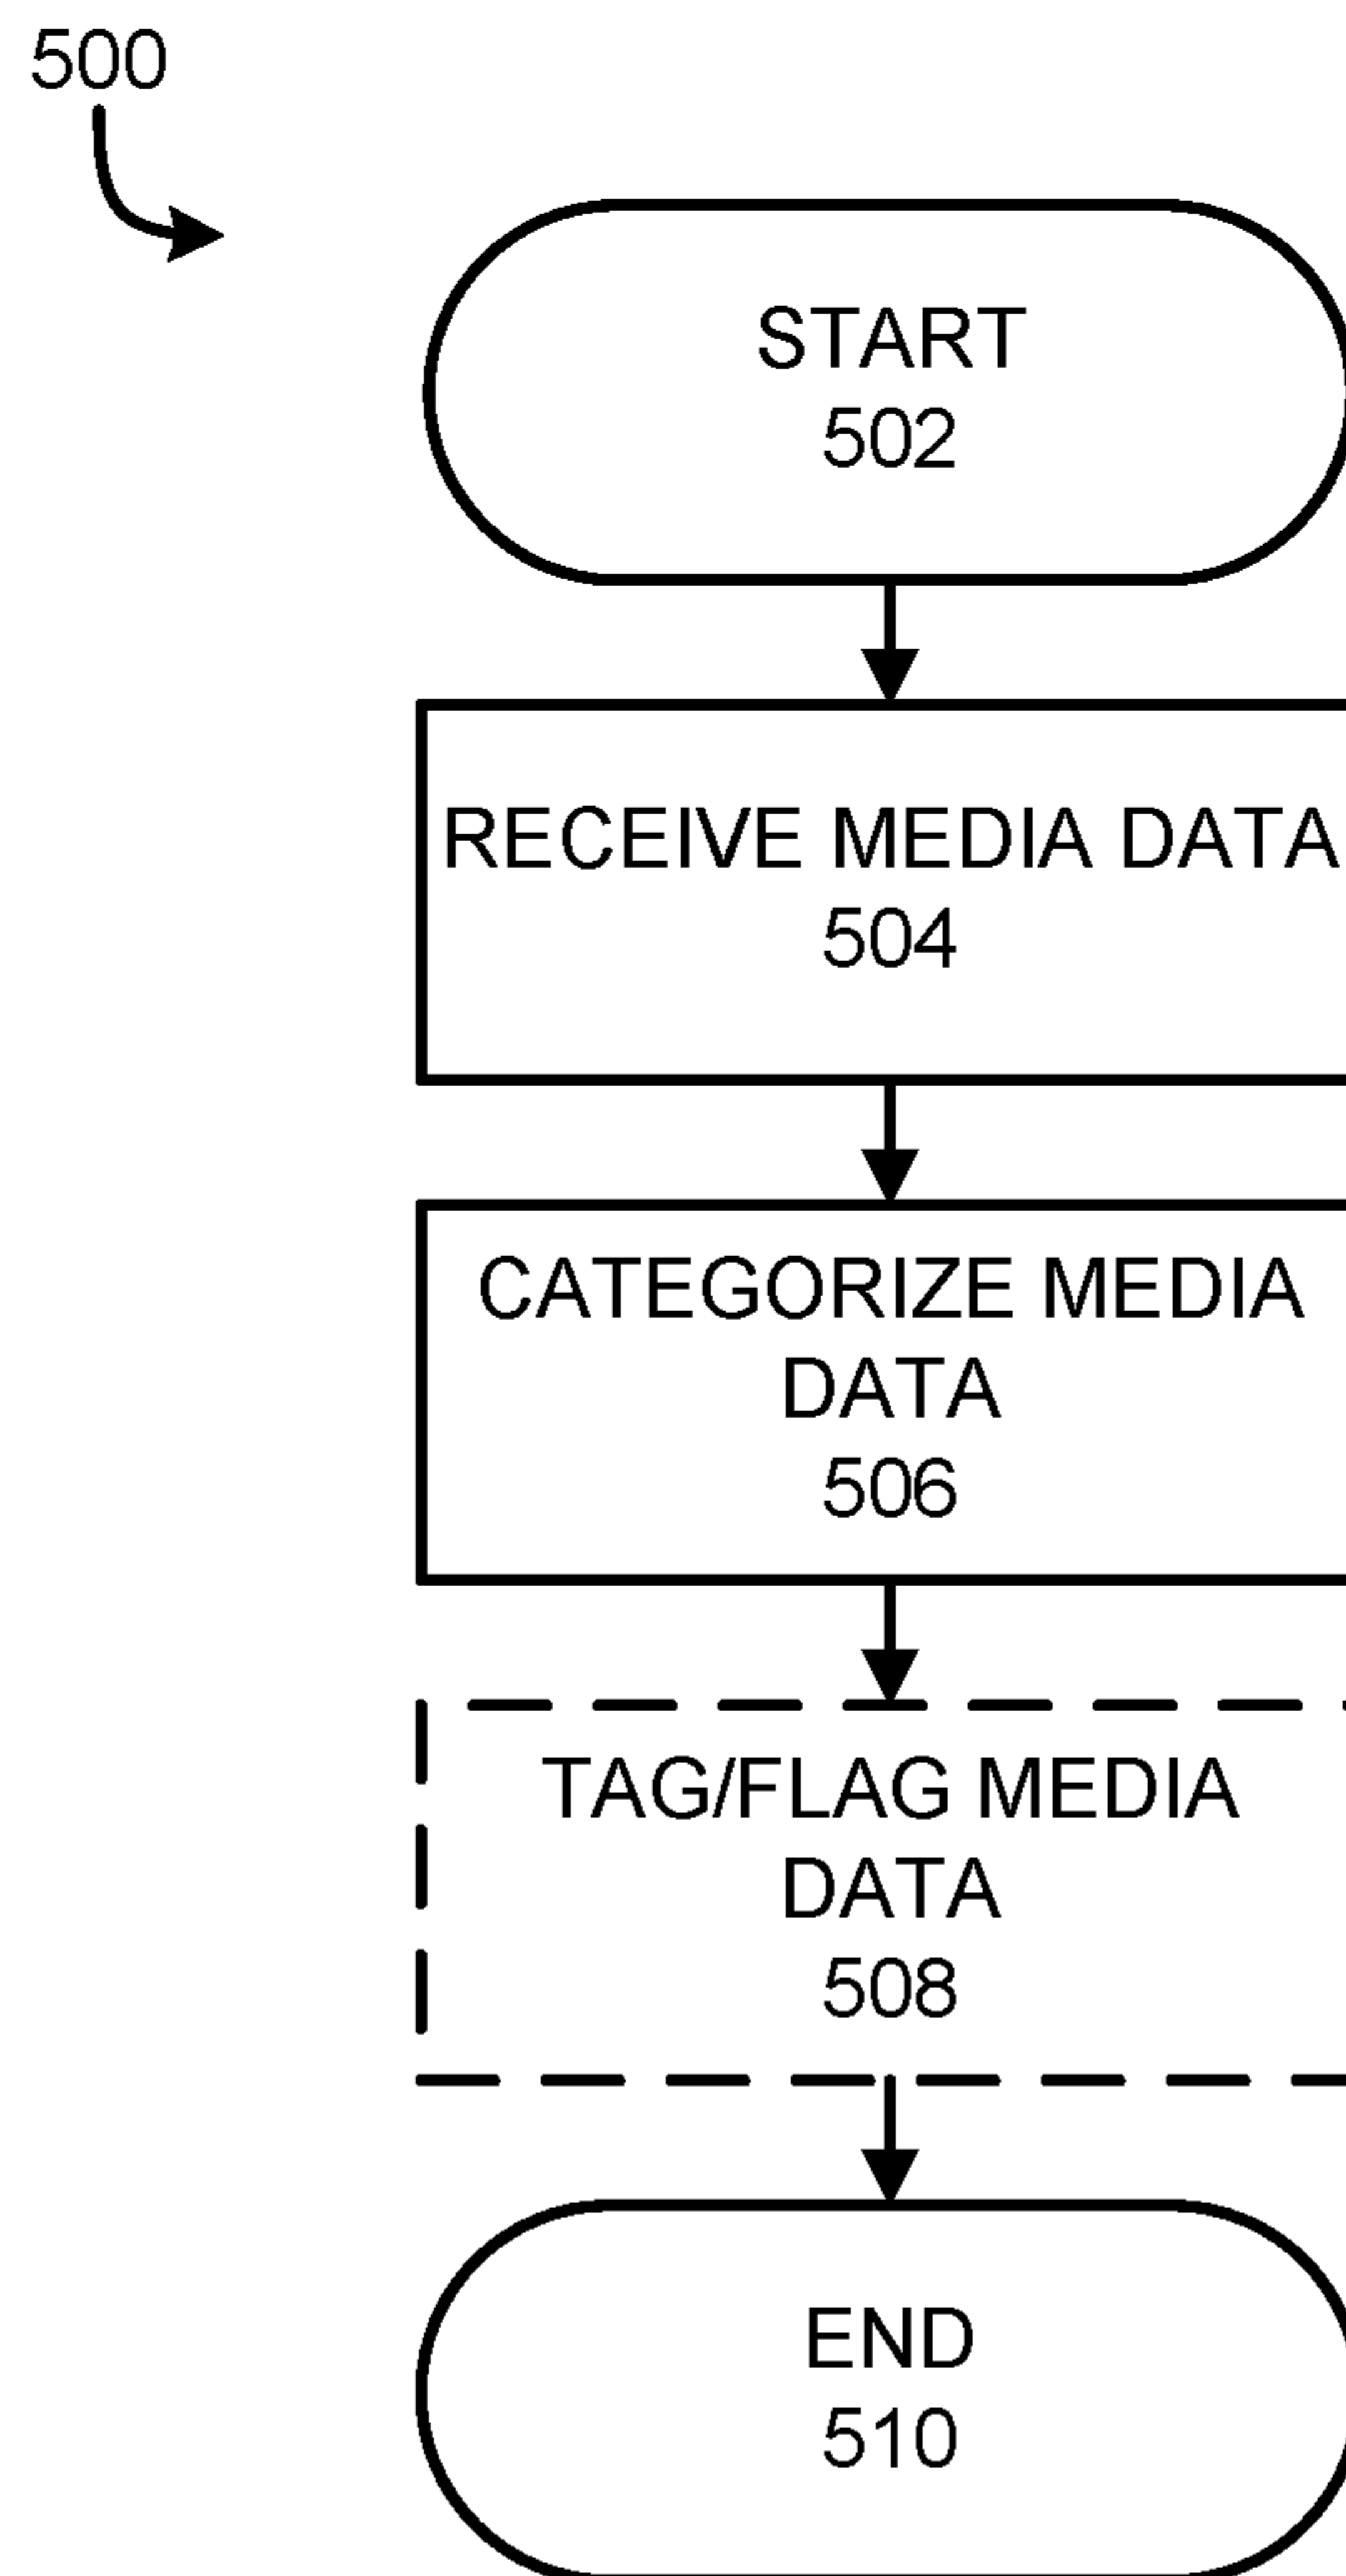 500
START
502
RECEIVE MEDIA DATA
504
CATEGORIZE MEDIA
DATA
506
TAG/FLAG MEDIA
DATA
508
END
510